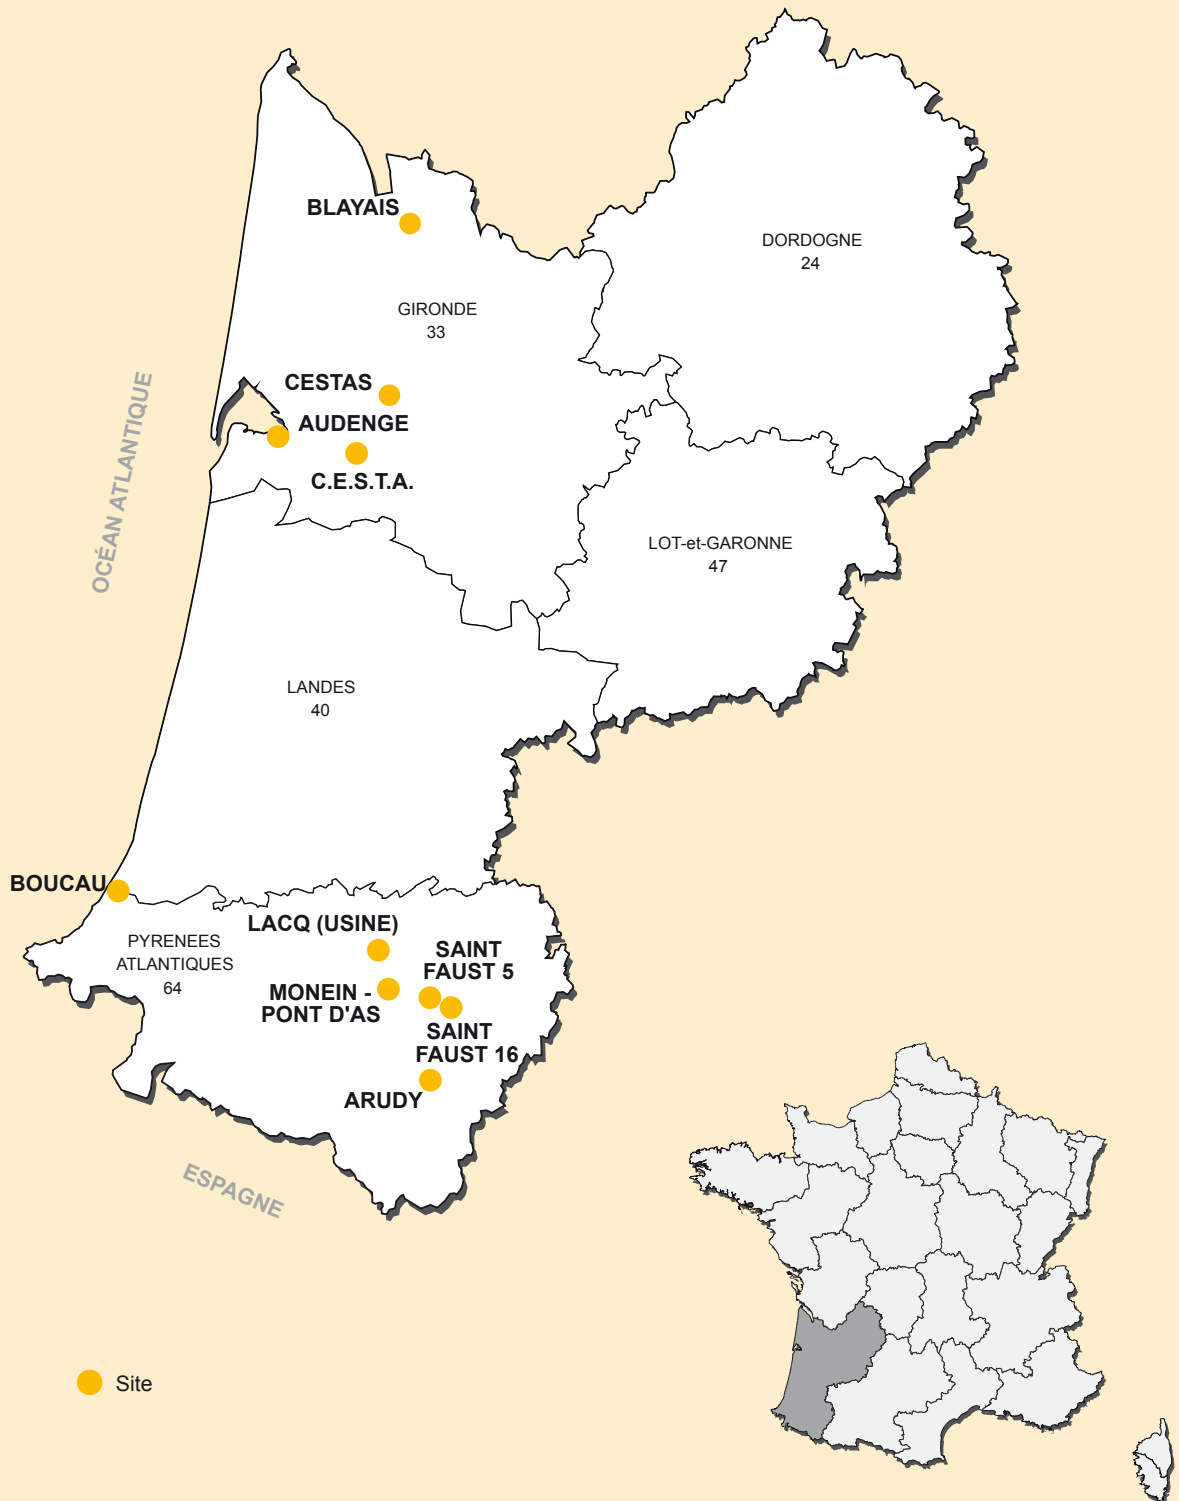 BLAYAIS
DORDOGNE
24
GIRONDE
33
CESTAS
AUDENGE
C.E.S.T.A.
OCÉAN ATLANTIQUE
LOT-et-GARONNE
47
LANDES
40
BOUCAU
LACQ (USINE)
PYRENEES
ATLANTIQUES
64
SAINT
FAUST 5
MONEIN -
PONT D'AS
SAINT
FAUST 16
ARUDY
ESPAGNE
Site